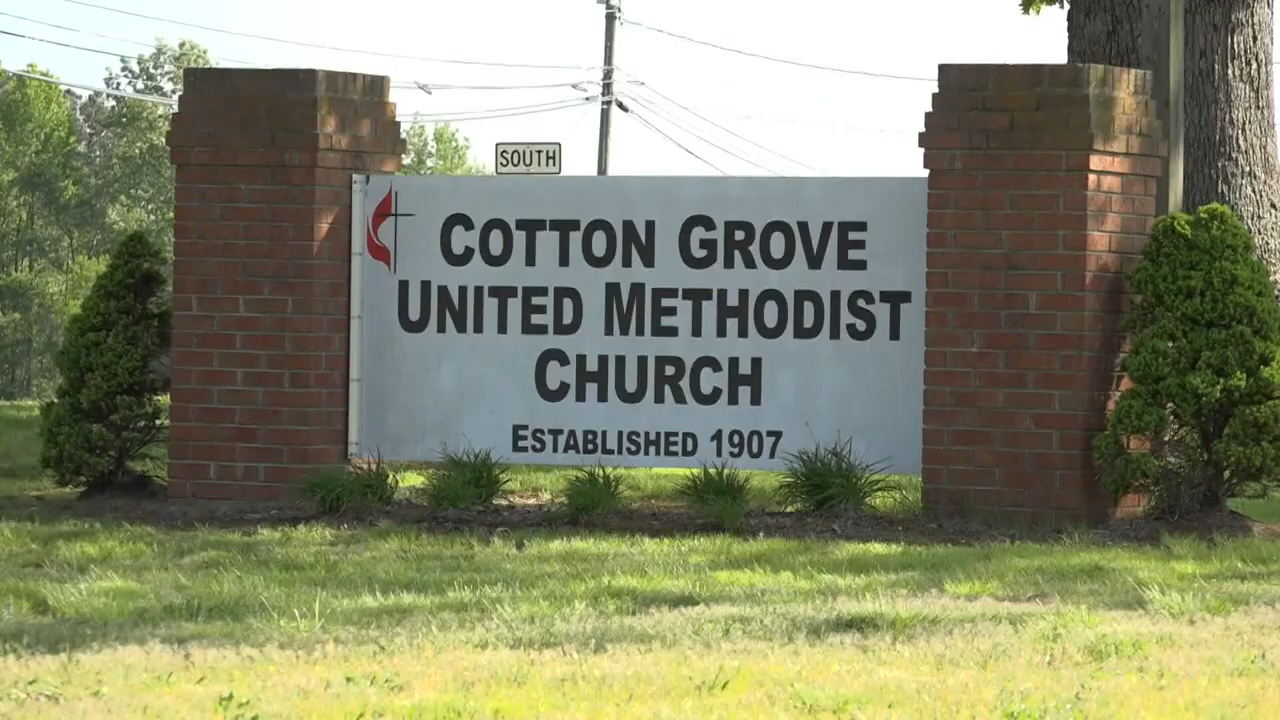 SOUTH
COTTON GROVE
UNITED METHODIST
CHURCH
ESTABLISHED 1907